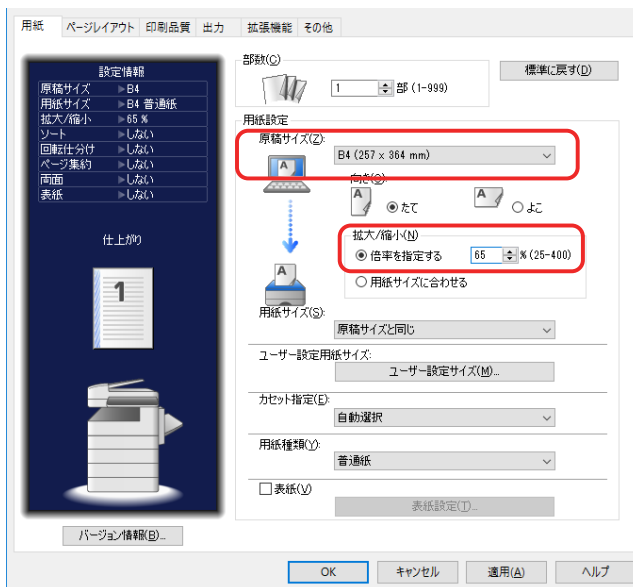 用紙 ページレイアウト 印刷品質 出力 拡張機能 その他
設定情報
原稿サイズ ▶B4
用紙サイズ ▶B4 普通紙
拡大/縮小 ▶65 %
ソート ▶しない
回転仕分け ▶しない
ページ集約 ▶しない
両面 ▶しない
表紙 ▶しない
仕上がり
1
バージョン情報(B)...
部数(C)
1 部 (1-999)
標準に戻す(D)
用紙設定
原稿サイズ(Z):
B4 (257 x 364 mm)
向き(O):
A たて A よこ
A
拡大/縮小(N)
倍率を指定する 65 % (25-400)
用紙サイズに合わせる
A
用紙サイズ(S):
原稿サイズと同じ
ユーザー設定用紙サイズ:
ユーザー設定サイズ(M)...
カセット指定(E):
自動選択
用紙種類(Y):
普通紙
表紙(V)
表紙設定(T)...
OK キャンセル 適用(A) ヘルプ